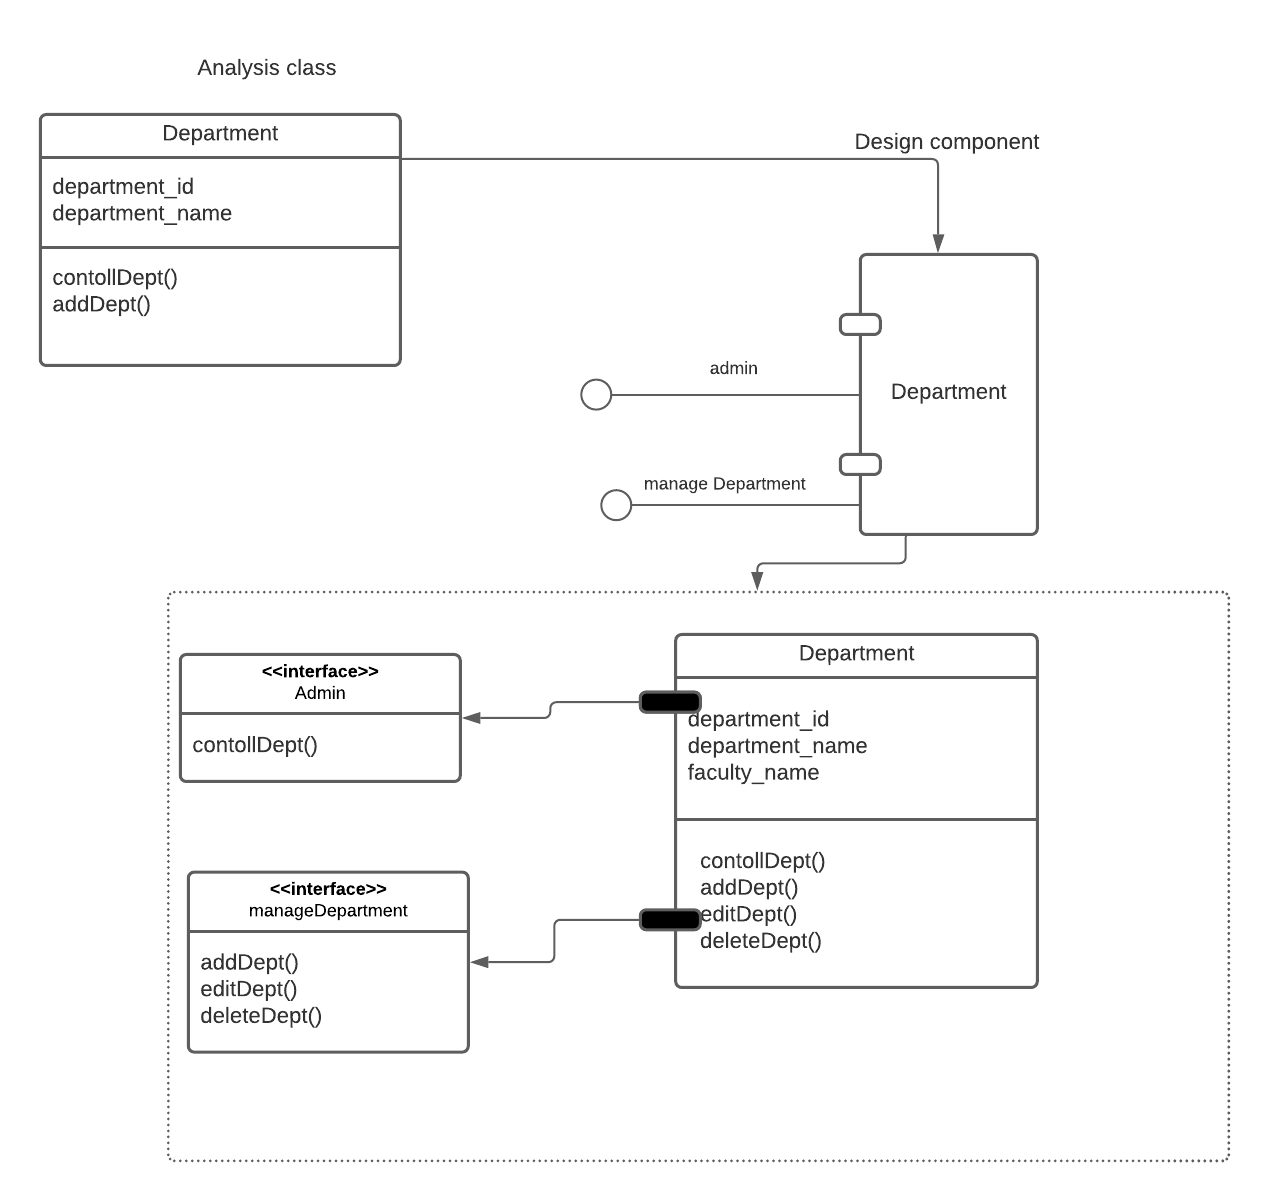 Analysis class
Department
department_id
department_name
contollDept()
addDept()
Design component
Department
admin
manage Department
<<interface>>
Admin
contollDept()
<<interface>>
manageDepartment
addDept()
editDept()
deleteDept()
Department
department_id
department_name
faculty_name
contollDept()
addDept()
editDept()
deleteDept()